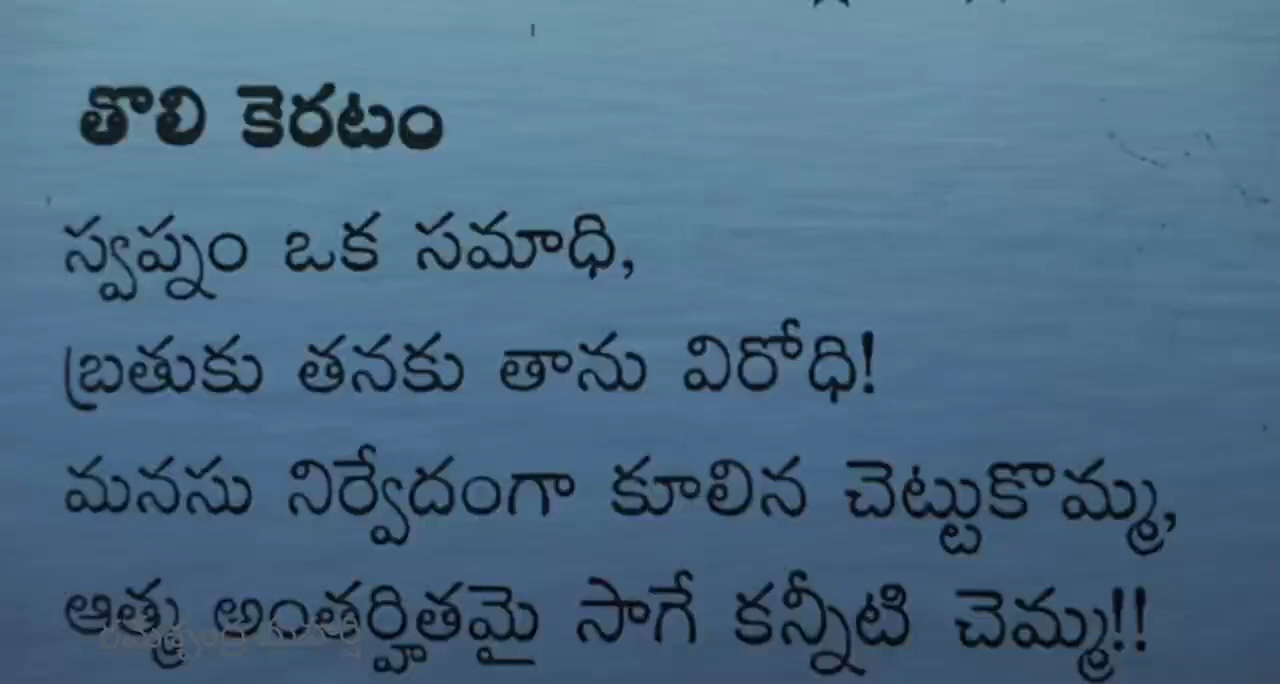 తొలి కెరటం
స్వప్నం ఒక సమాధి,
బ్రతుకు తనకు తాను విరోధి!
మనసు నిర్వేదంగా కూలిన చెట్టుకొమ్మ,
ఆత్మ అంతర్హితమై సాగే కన్నీటి చెమ్మ!!